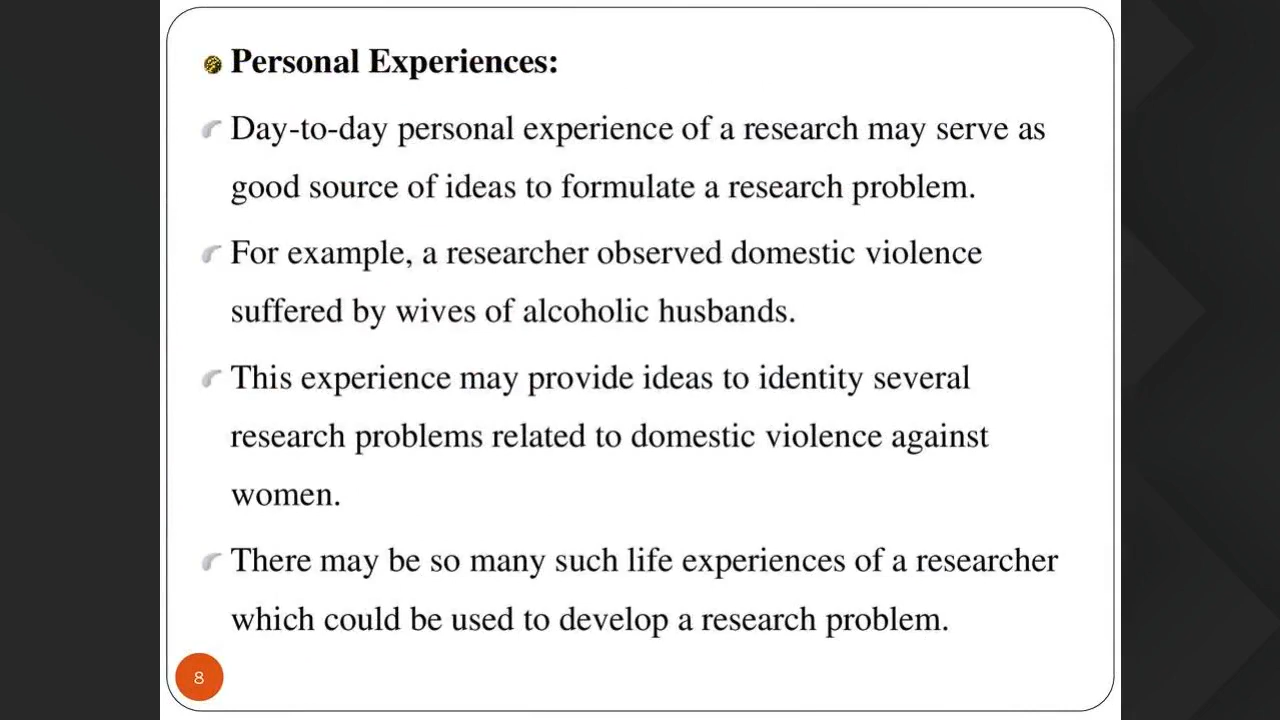 Personal Experiences:
Day-to-day personal experience of a research may serve as
good source of ideas to formulate a research problem.
For example, a researcher observed domestic violence
suffered by wives of alcoholic husbands.
This experience may provide ideas to identity several
research problems related to domestic violence against
women.
There may be so many such life experiences of a researcher
which could be used to develop a research problem.
8